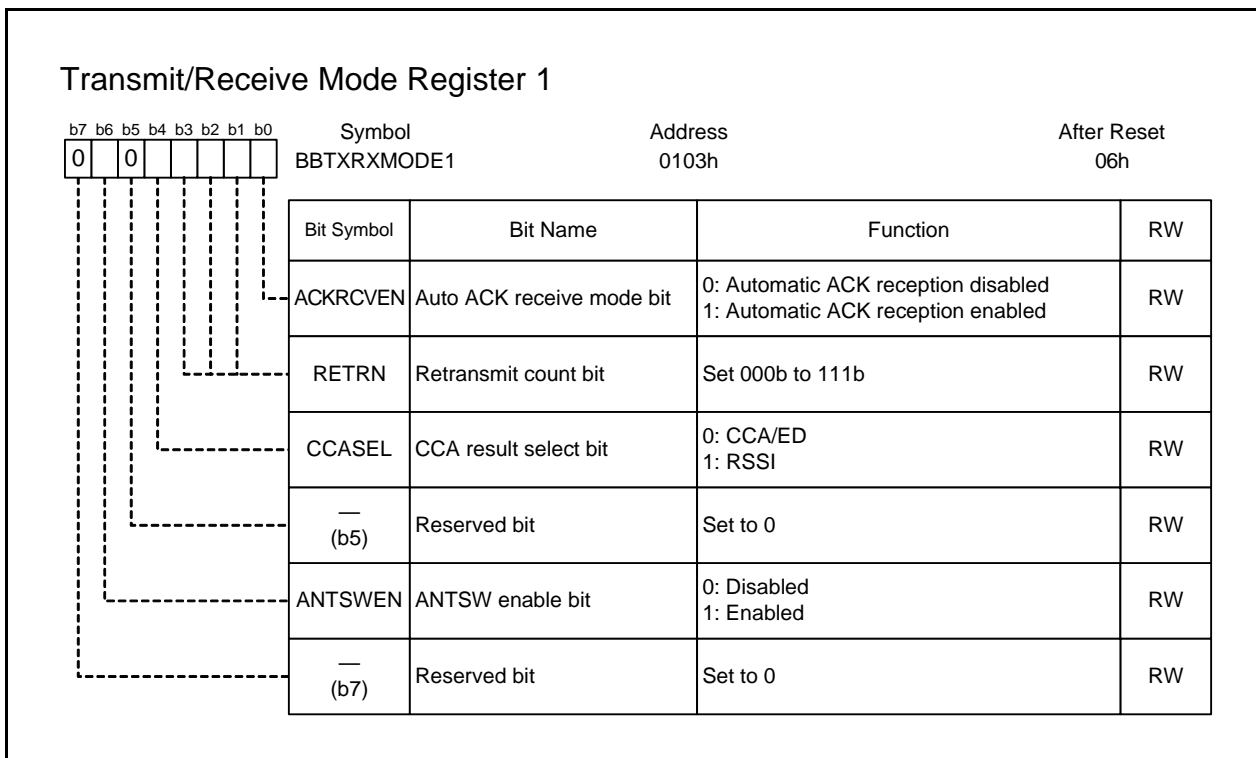 Transmit/Receive Mode Register 1
b7 b6 b5 b4 b3 b2 b1 b0
Symbol Address After Reset
0 0
BBTXRXMODE1 0103h 06h
Bit Symbol Bit Name Function RW
ACKRCVEN Auto ACK receive mode bit 0: Automatic ACK reception disabled
1: Automatic ACK reception enabled RW
RETRN Retransmit count bit Set 000b to 111b RW
CCASEL CCA result select bit 0: CCA/ED
1: RSSI RW
—
(b5) Reserved bit Set to 0 RW
ANTSWEN ANTSW enable bit 0: Disabled
1: Enabled RW
—
(b7) Reserved bit Set to 0 RW